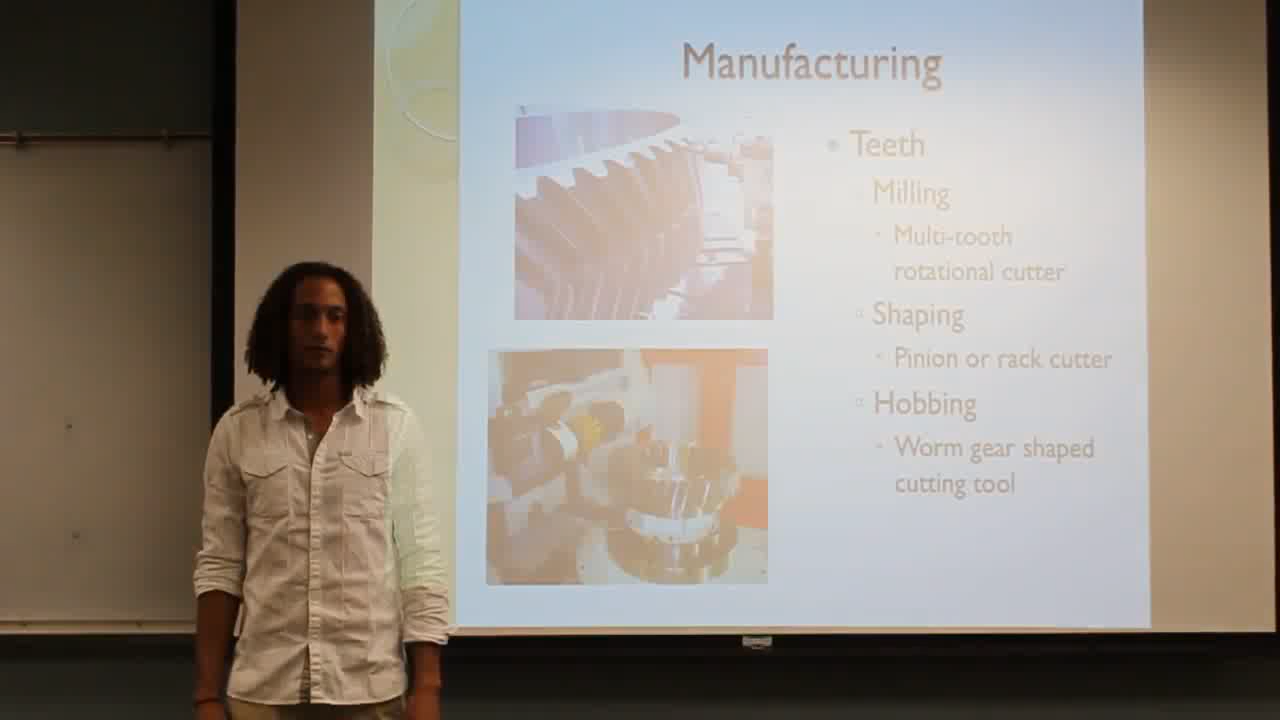 Manufacturing
Teeth
Milling
Multi-tooth
rotational cutter
Shaping
Pinion or rack cutter
Hobbing
Worm gear shaped
cutting tool